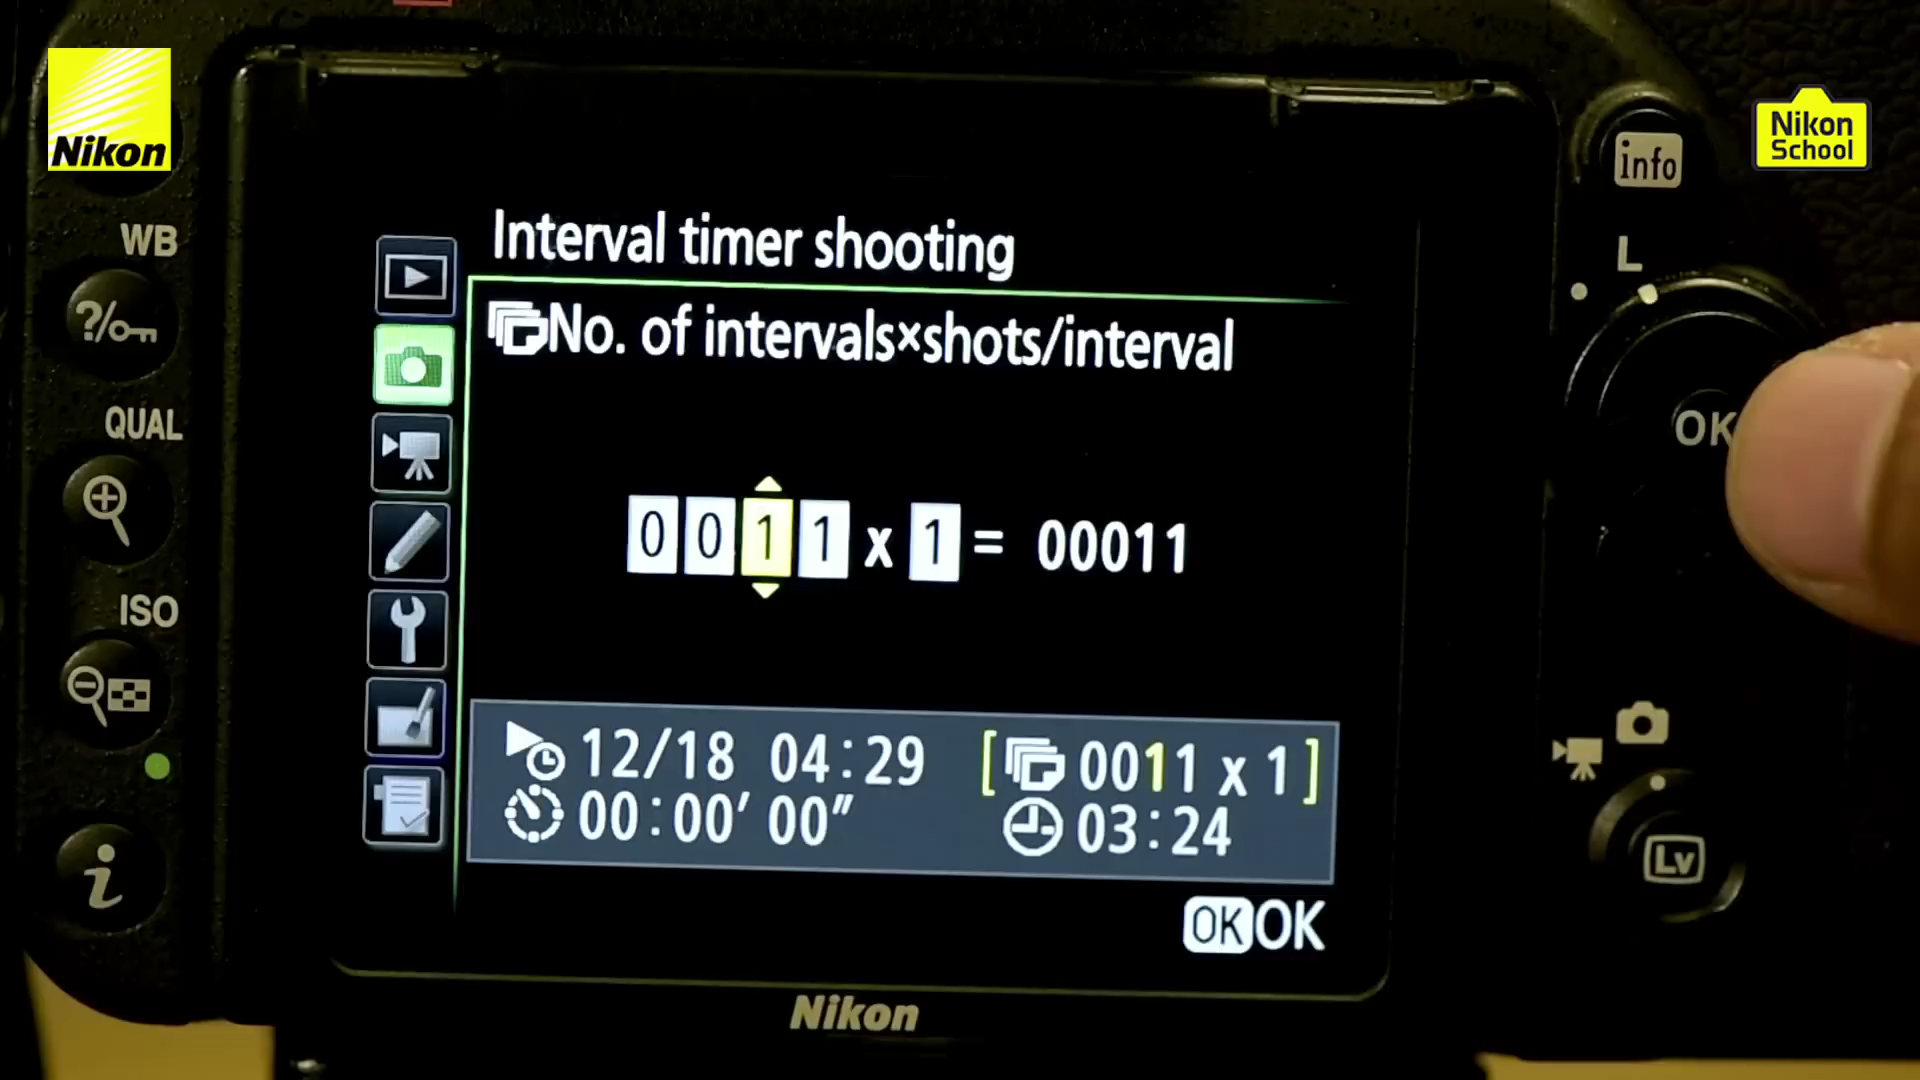 Nikon
Nikon
School
info
WB
L
Interval timer shooting
?/
No. of intervals×shots/interval
QUAL
OK
0011 x 1 = 00011
ISO
12/18 04:29
[0011 x 1]
00:00′ 00″
03:24
Lv
i
OK OK
Nikon